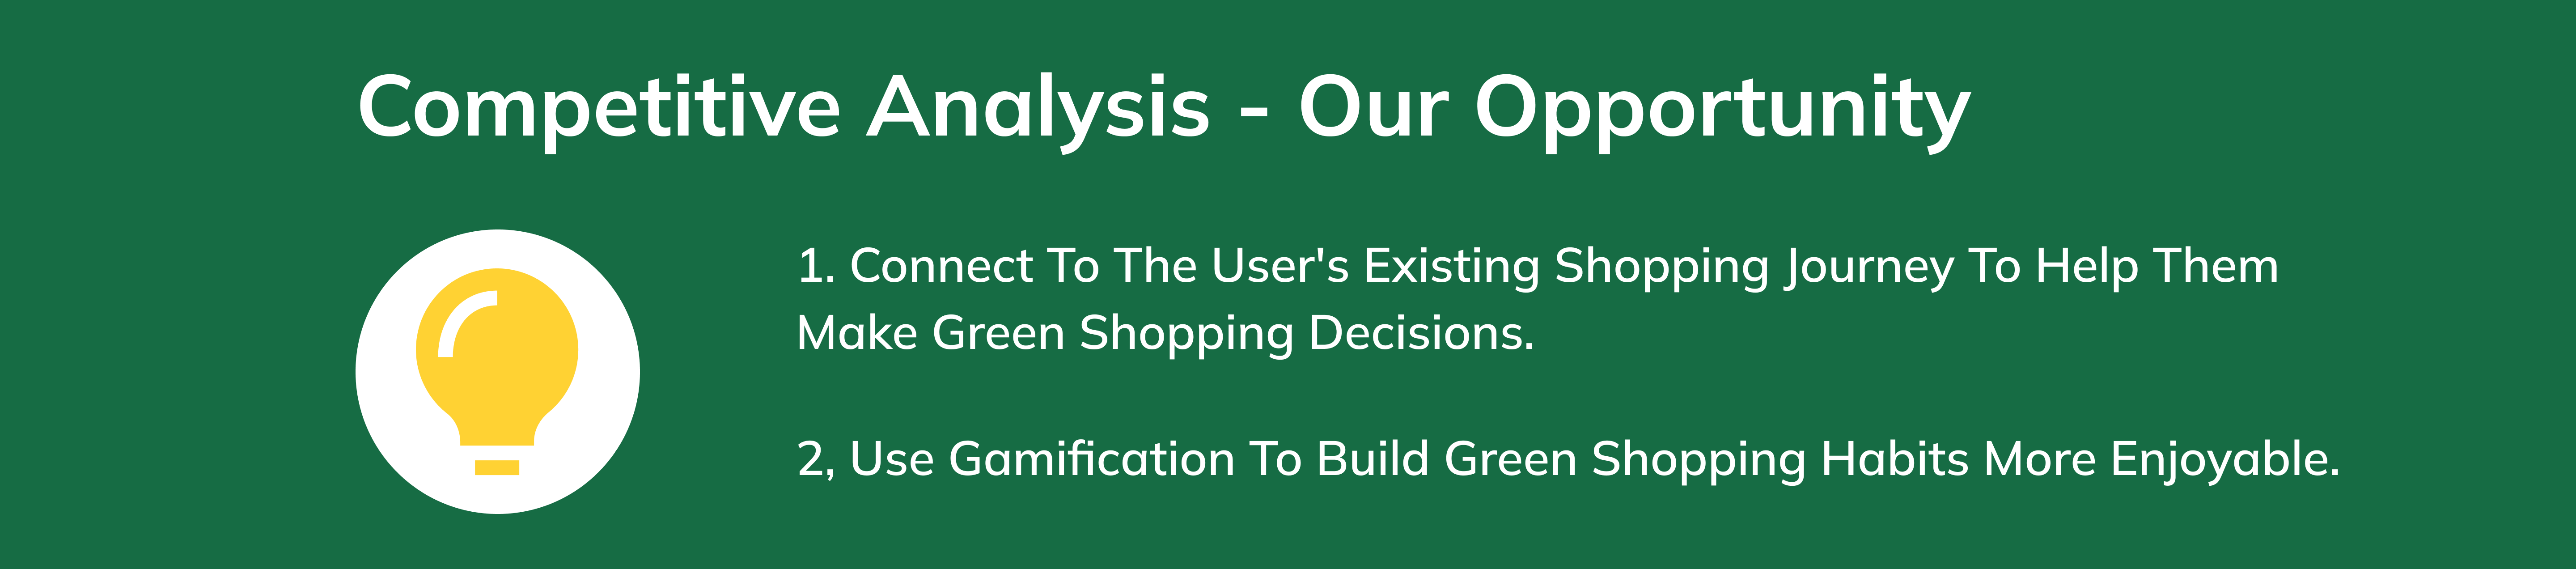 Competitive Analysis - Our Opportunity
1. Connect To The User's Existing Shopping Journey To Help Them
Make Green Shopping Decisions.
2, Use Gamification To Build Green Shopping Habits More Enjoyable.